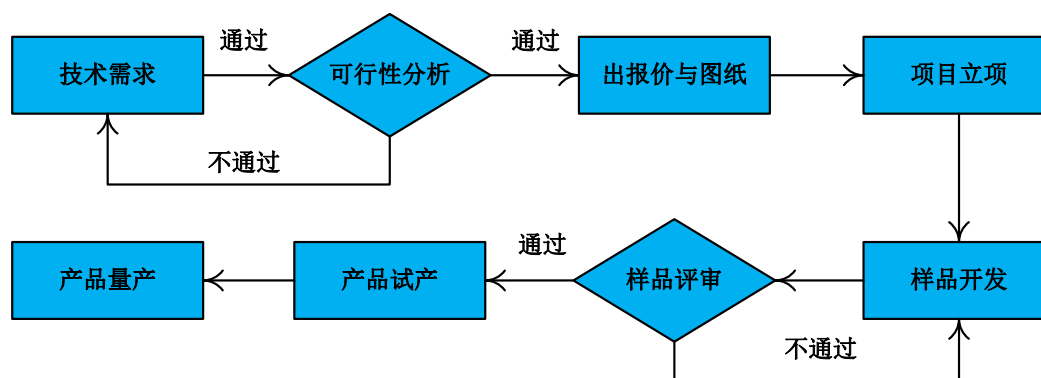 通过
通过
技术需求
可行性分析
出报价与图纸
项目立项
不通过
通过
产品量产
产品试产
样品评审
样品开发
不通过